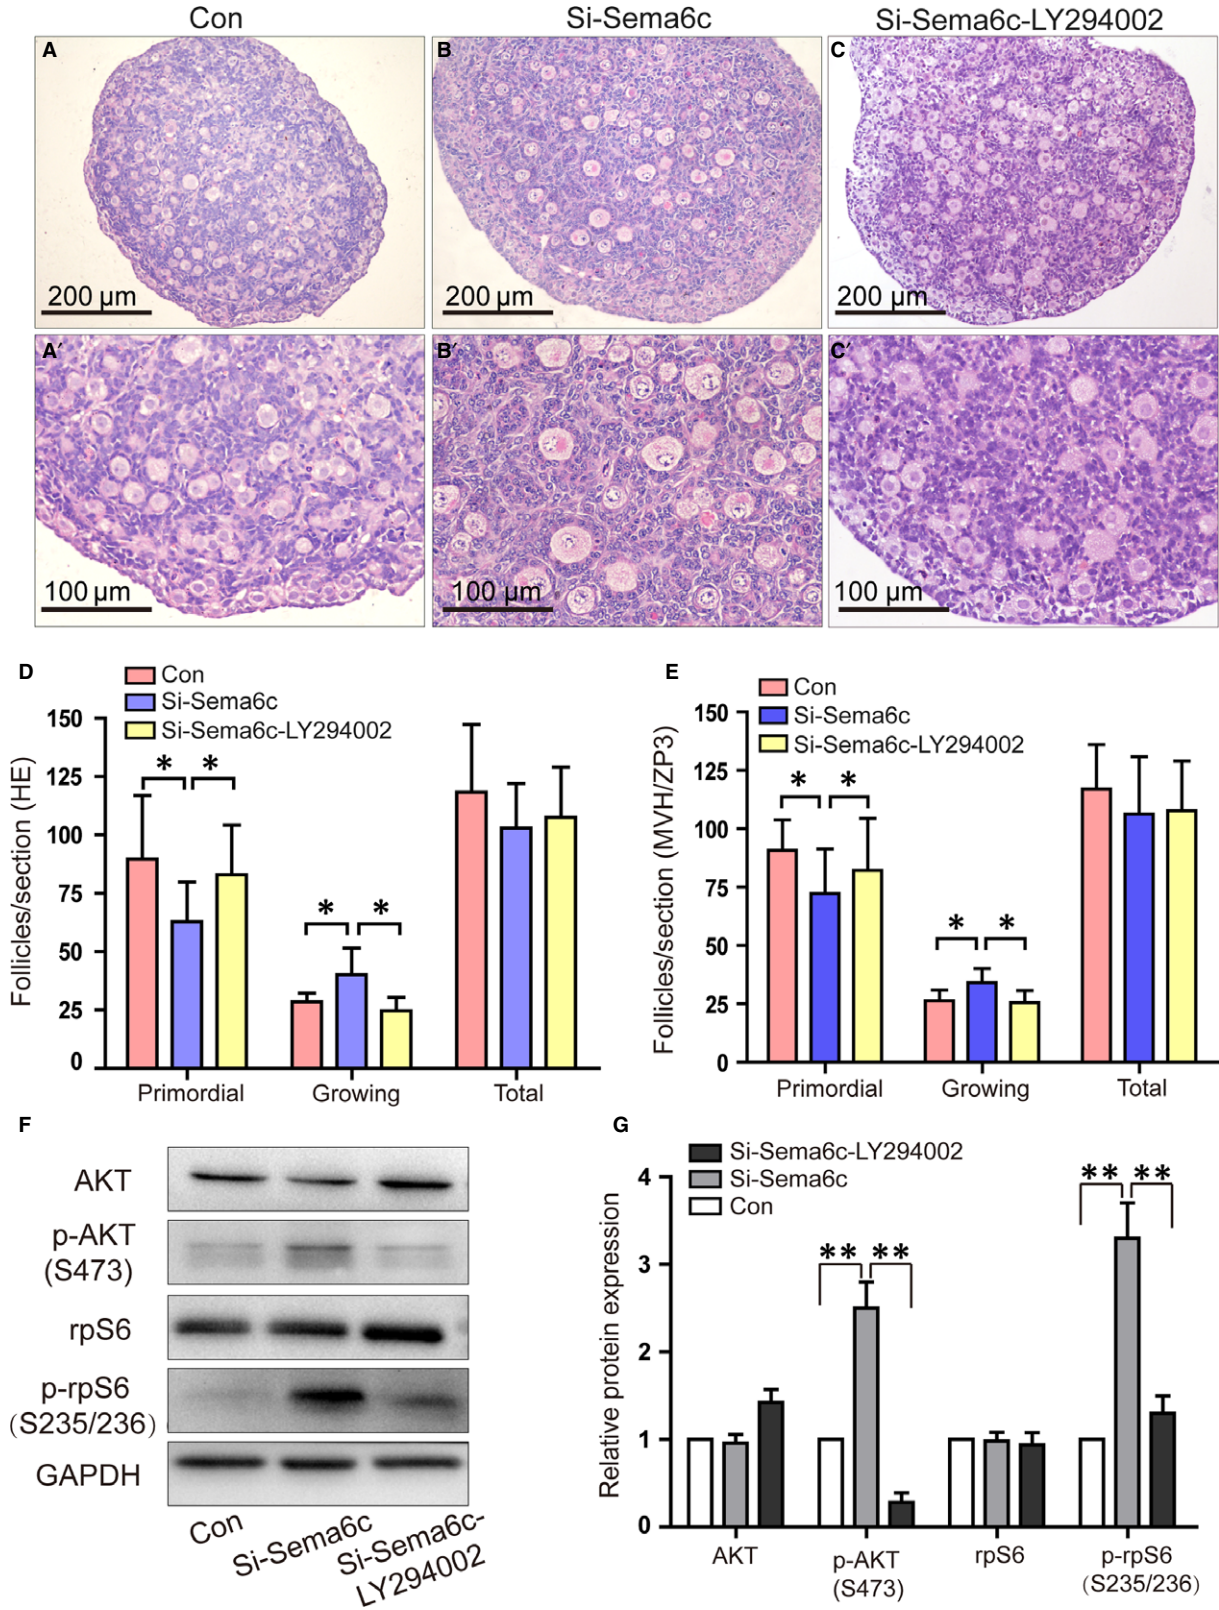 Con
Si-Sema6c
Si-Sema6c-LY294002
A
B
C
200 µm
200 µm
200 µm
A′
B′
C′
100 µm
100 µm
100 µm
D
Con
Si-Sema6c
Si-Sema6c-LY294002
150
125
100
75
50
25
0
Follicles/section (HE)
* *
* *
Primordial
Growing
Total
E
Con
Si-Sema6c
Si-Sema6c-LY294002
150
125
100
75
50
25
0
Follicles/section (MVH/ZP3)
* *
* *
Primordial
Growing
Total
F
AKT
p-AKT
(S473)
rpS6
p-rpS6
(S235/236)
GAPDH
Con
Si-Sema6c
Si-Sema6c-
LY294002
G
Si-Sema6c-LY294002
Si-Sema6c
Con
4
3
2
1
0
Relative protein expression
** **
** **
AKT
p-AKT
(S473)
rpS6
p-rpS6
(S235/236)